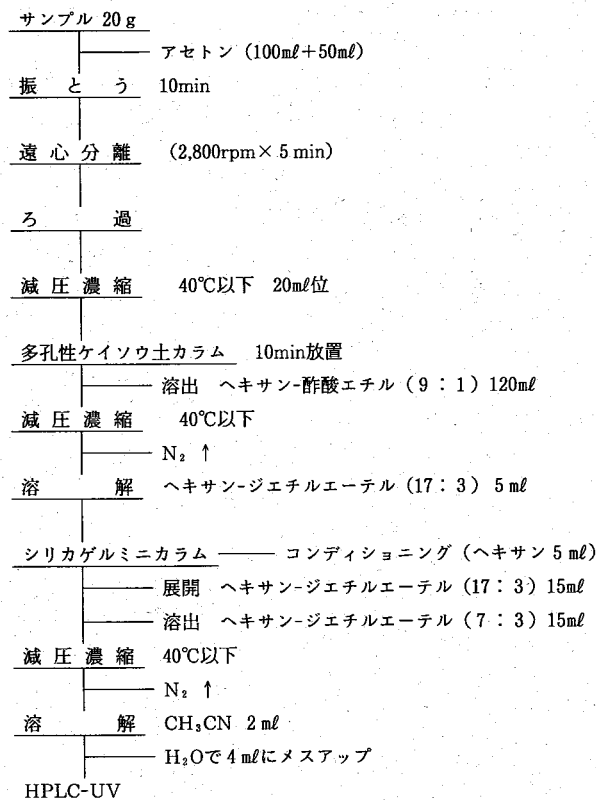 サンプル 20g
アセトン (100mℓ+50mℓ)
振とう 10min
遠心分離 (2,800rpm×5min)
ろ過
減圧濃縮 40℃以下 20mℓ位
多孔性ケイソウ土カラム 10min放置
溶出 ヘキサン-酢酸エチル (9:1) 120mℓ
減圧濃縮 40℃以下
N₂ ↑
溶解 ヘキサン-ジエチルエーテル (17:3) 5mℓ
シリカゲルミニカラム コンディショニング (ヘキサン5mℓ)
展開 ヘキサン-ジエチルエーテル (17:3) 15mℓ
溶出 ヘキサン-ジエチルエーテル (7:3) 15mℓ
減圧濃縮 40℃以下
N₂ ↑
溶解 CH₃CN 2mℓ
H₂Oで4mℓにメスアップ
HPLC-UV